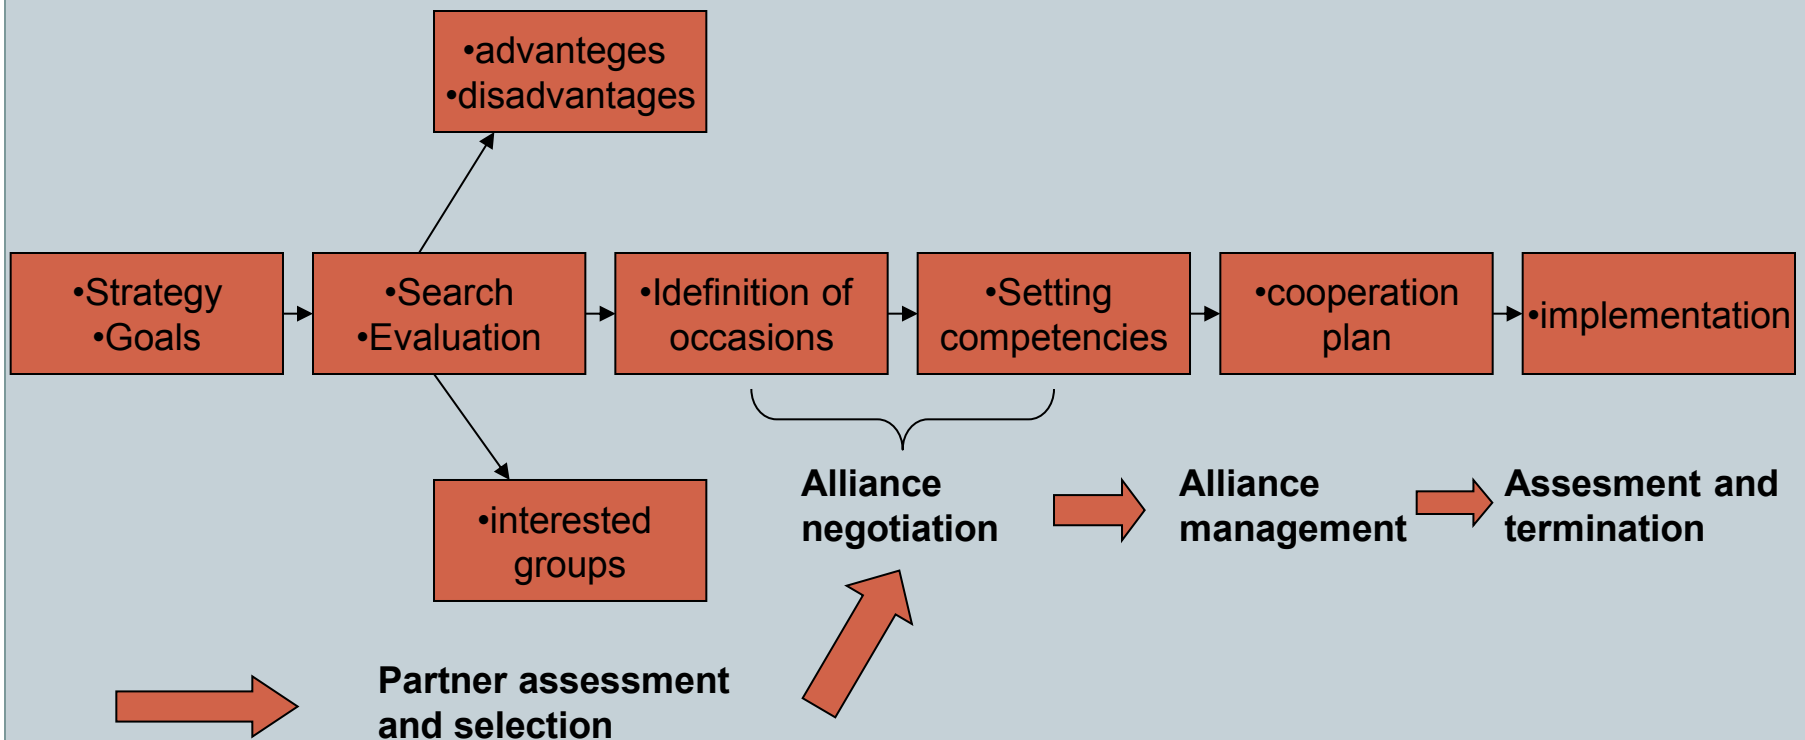 •advanteges
•disadvantages
•Strategy
•Goals
•Search
•Evaluation
•Idefinition of
occasions
•Setting
competencies
•cooperation
plan
•implementation
•interested
groups
Alliance
negotiation
Alliance
management
Assesment and
termination
Partner assessment
and selection